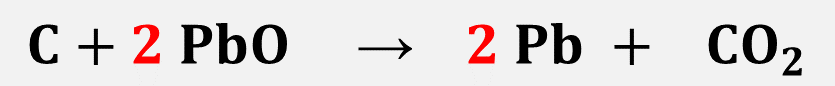 C + 2 PbO → 2 Pb + CO₂